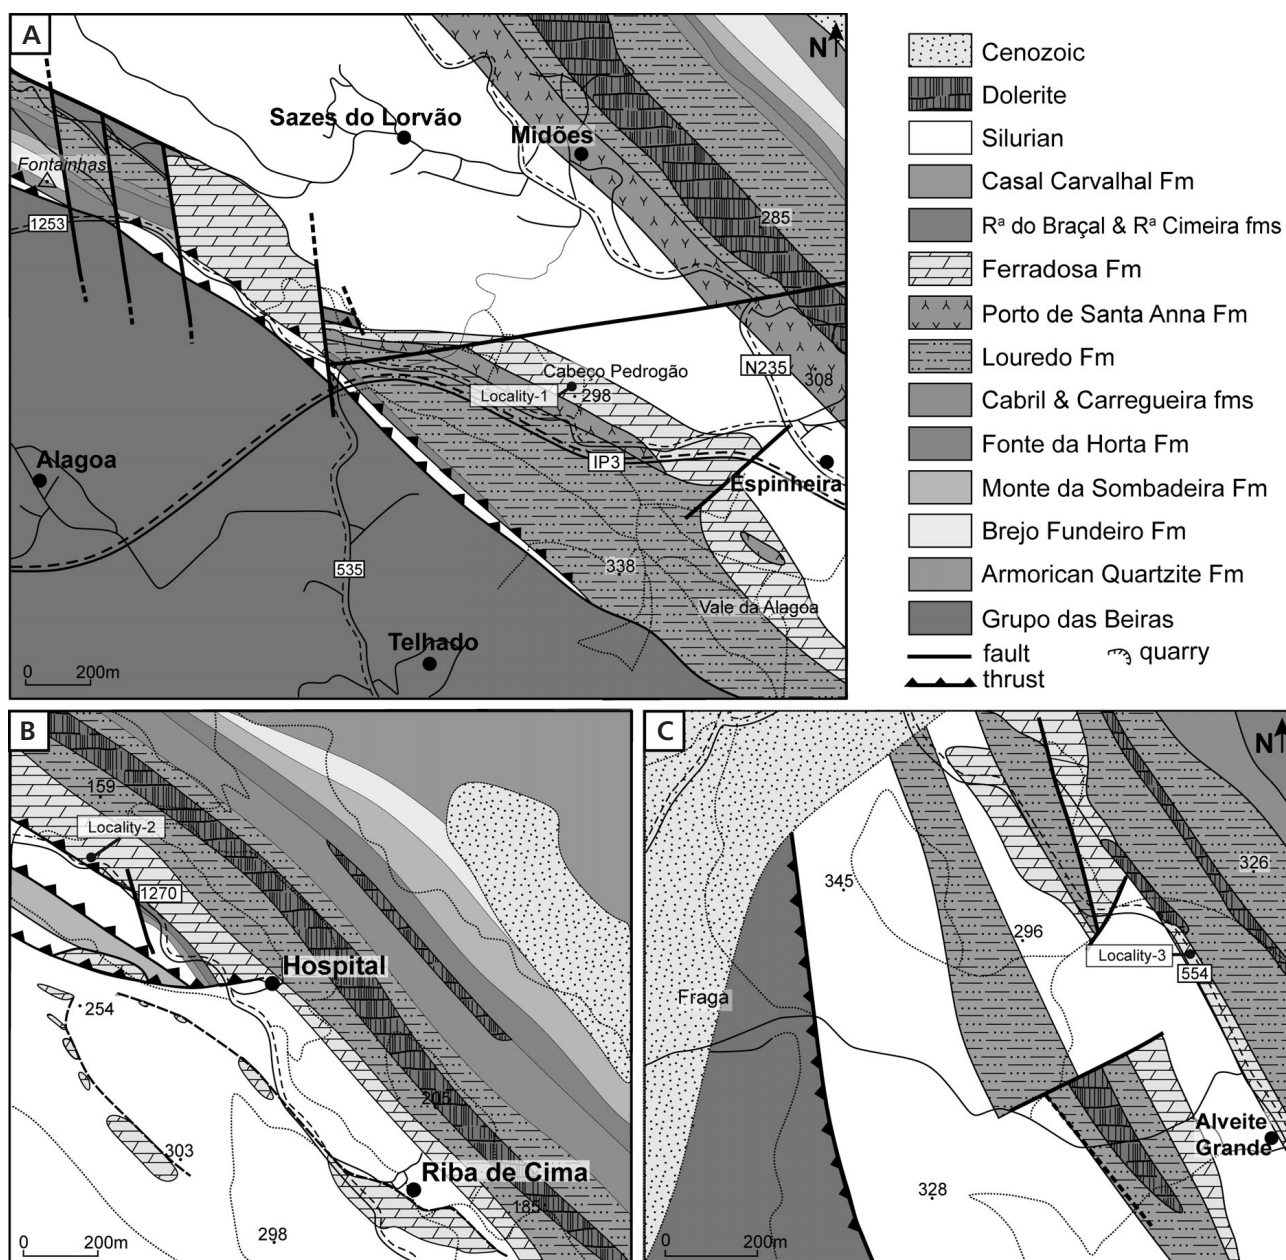 A
N
Sazes do Lorvão
Midões
Fontainhas
1253
285
Cabeço Pedrogão
Locality-1
298
N235
308
IP3
Espinheira
Alagoa
535
338
Vale da Alagoa
Telhado
0 200m
Cenozoic
Dolerite
Silurian
Casal Carvalhal Fm
Rª do Braçal & Rª Cimeira fms
Ferradosa Fm
Porto de Santa Anna Fm
Louredo Fm
Cabril & Carregueira fms
Fonte da Horta Fm
Monte da Sombadeira Fm
Brejo Fundeiro Fm
Armorican Quartzite Fm
Grupo das Beiras
fault
quarry
thrust
B
159
Locality-2
1270
Hospital
254
205
303
Riba de Cima
185
298
0 200m
C
N
345
326
296
Locality-3
554
Fraga
Alveite
Grande
328
0 200m